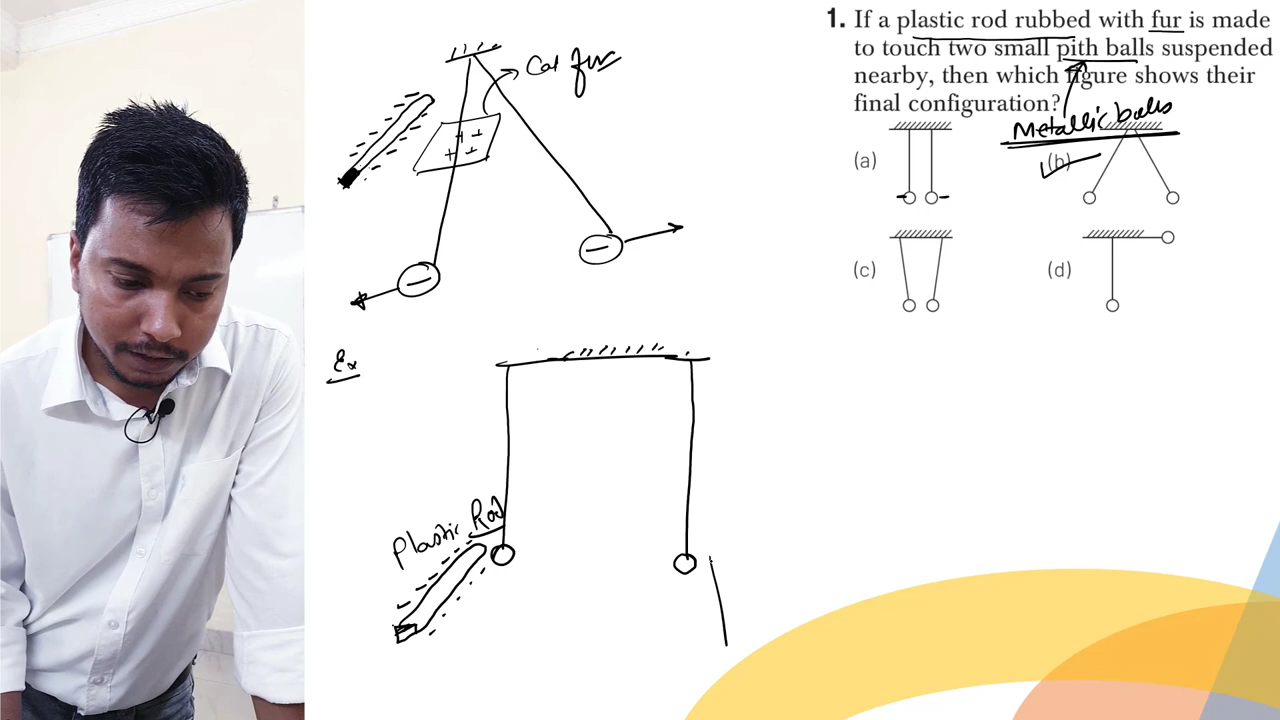 1. If a plastic rod rubbed with fur is made
to touch two small pith balls suspended
nearby, then which figure shows their
final configuration?
Metallic balls
(a)
(b)
(c)
(d)
Cat fur
+ +
+ +
−
−
Ex
Plastic Rod